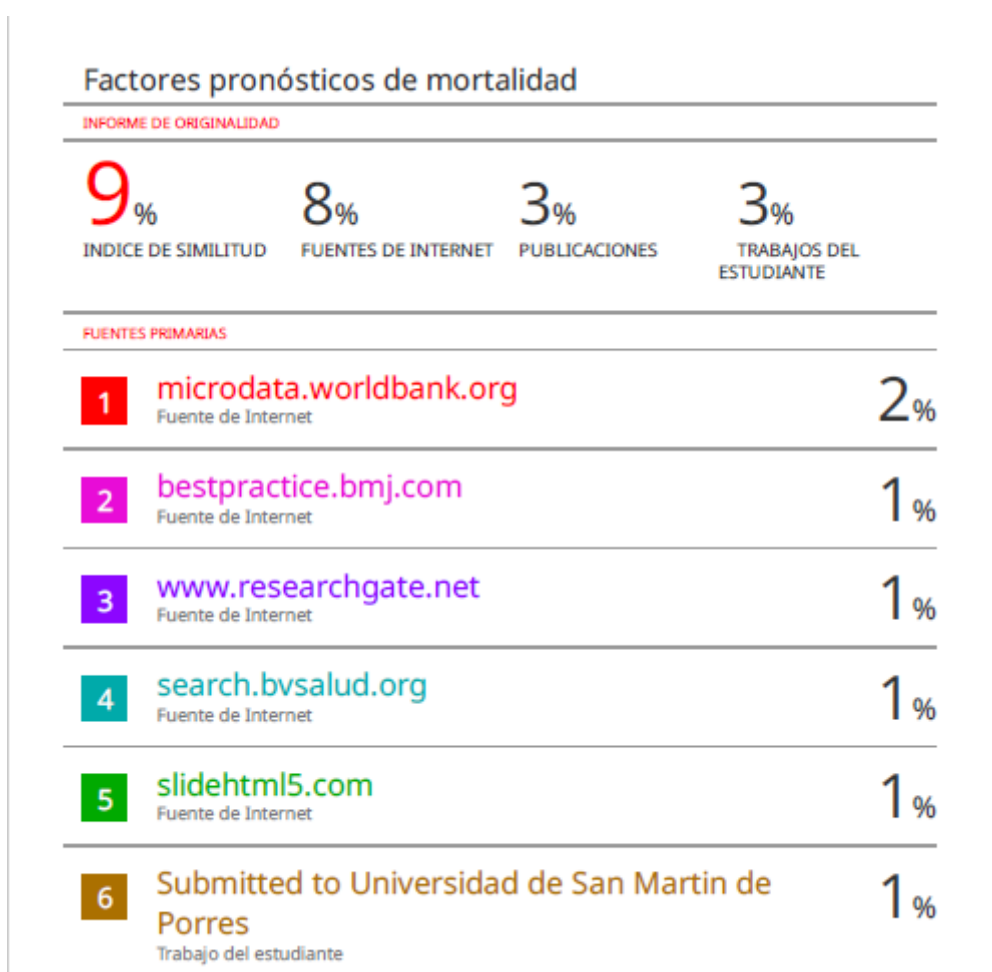 Factores pronósticos de mortalidad
INFORME DE ORIGINALIDAD
9% 8% 3% 3%
INDICE DE SIMILITUD FUENTES DE INTERNET PUBLICACIONES TRABAJOS DEL
ESTUDIANTE
FUENTES PRIMARIAS
1 microdata.worldbank.org 2%
Fuente de Internet
2 bestpractice.bmj.com 1%
Fuente de Internet
3 www.researchgate.net 1%
Fuente de Internet
4 search.bvsalud.org 1%
Fuente de Internet
5 slidehtml5.com 1%
Fuente de Internet
6 Submitted to Universidad de San Martin de 1%
Porres
Trabajo del estudiante